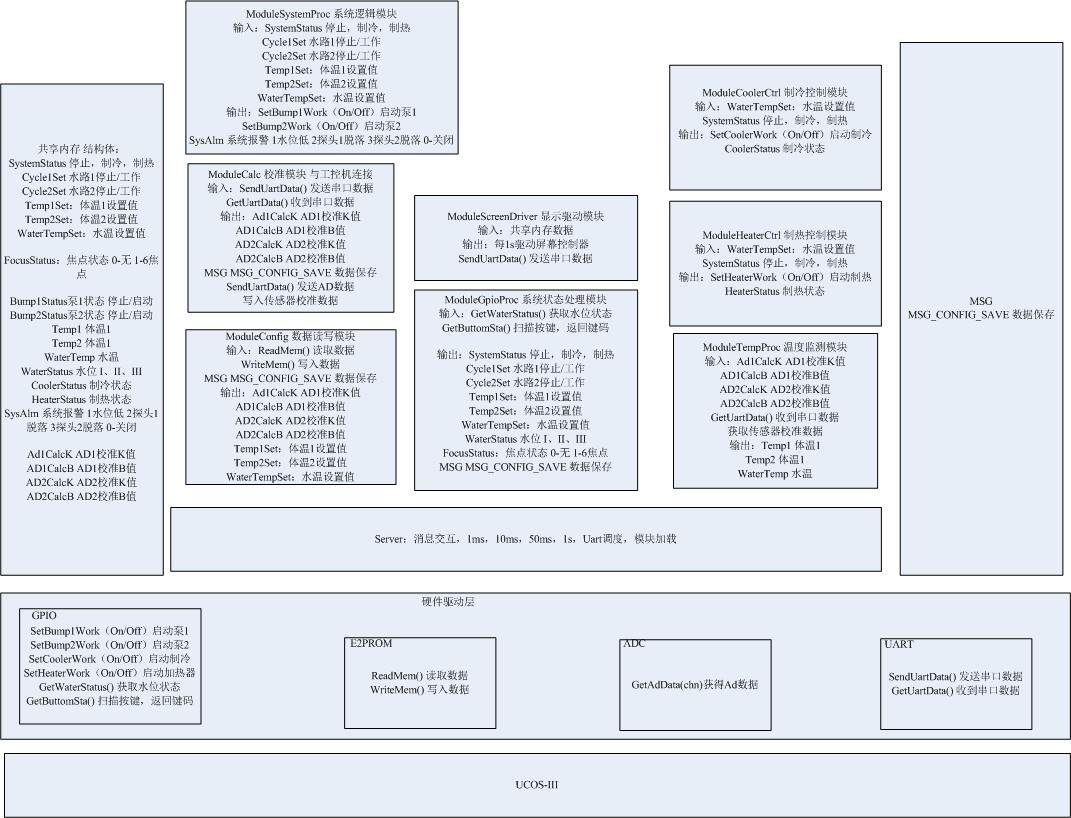 ModuleSystemProc 系统逻辑模块
输入：SystemStatus 停止，制冷，制热
Cycle1Set 水路1停止/工作
Cycle2Set 水路2停止/工作
Temp1Set：体温1设置值
Temp2Set：体温2设置值
WaterTempSet：水温设置值
输出：SetBump1Work（On/Off）启动泵1
SetBump2Work（On/Off）启动泵2
SysAlm 系统报警 1水位低 2探头1脱落 3探头2脱落 0-关闭
共享内存 结构体：
SystemStatus 停止，制冷，制热
Cycle1Set 水路1停止/工作
Cycle2Set 水路2停止/工作
Temp1Set：体温1设置值
Temp2Set：体温2设置值
WaterTempSet：水温设置值
FocusStatus：焦点状态 0-无 1-6焦
点
Bump1Status泵1状态 停止/启动
Bump2Status泵2状态 停止/启动
Temp1 体温1
Temp2 体温1
WaterTemp 水温
WaterStatus 水位 I、II、III
CoolerStatus 制冷状态
HeaterStatus 制热状态
SysAlm 系统报警 1水位低 2探头1
脱落 3探头2脱落 0-关闭
Ad1CalcK AD1校准K值
AD1CalcB AD1校准B值
AD2CalcK AD2校准K值
AD2CalcB AD2校准B值
ModuleCalc 校准模块 与工控机连接
输入：SendUartData() 发送串口数据
GetUartData() 收到串口数据
输出：Ad1CalcK AD1校准K值
AD1CalcB AD1校准B值
AD2CalcK AD2校准K值
AD2CalcB AD2校准B值
MSG MSG_CONFIG_SAVE 数据保存
SendUartData() 发送AD数据
写入传感器校准数据
ModuleConfig 数据读写模块
输入：ReadMem() 读取数据
WriteMem() 写入数据
MSG MSG_CONFIG_SAVE 数据保存
输出：Ad1CalcK AD1校准K值
AD1CalcB AD1校准B值
AD2CalcK AD2校准K值
AD2CalcB AD2校准B值
Temp1Set：体温1设置值
Temp2Set：体温2设置值
WaterTempSet：水温设置值
ModuleScreenDriver 显示驱动模块
输入：共享内存数据
输出：每1s驱动屏幕控制器
SendUartData() 发送串口数据
ModuleGpioProc 系统状态处理模块
输入：GetWaterStatus() 获取水位状态
GetButtomSta() 扫描按键，返回键码
输出：SystemStatus 停止，制冷，制热
Cycle1Set 水路1停止/工作
Cycle2Set 水路2停止/工作
Temp1Set：体温1设置值
Temp2Set：体温2设置值
WaterTempSet：水温设置值
WaterStatus 水位 I、II、III
FocusStatus：焦点状态 0-无 1-6焦点
MSG MSG_CONFIG_SAVE 数据保存
ModuleCoolerCtrl 制冷控制模块
输入：WaterTempSet：水温设置值
SystemStatus 停止，制冷，制热
输出：SetCoolerWork（On/Off）启动制冷
CoolerStatus 制冷状态
ModuleHeaterCtrl 制热控制模块
输入：WaterTempSet：水温设置值
SystemStatus 停止，制冷，制热
输出：SetHeaterWork（On/Off）启动制热
HeaterStatus 制热状态
ModuleTempProc 温度监测模块
输入：Ad1CalcK AD1校准K值
AD1CalcB AD1校准B值
AD2CalcK AD2校准K值
AD2CalcB AD2校准B值
GetUartData() 收到串口数据
获取传感器校准数据
输出：Temp1 体温1
Temp2 体温1
WaterTemp 水温
MSG
MSG_CONFIG_SAVE 数据保存
Server：消息交互，1ms，10ms，50ms，1s，Uart调度，模块加载
硬件驱动层
GPIO
SetBump1Work（On/Off）启动泵1
SetBump2Work（On/Off）启动泵2
SetCoolerWork（On/Off）启动制冷
SetHeaterWork（On/Off）启动加热器
GetWaterStatus() 获取水位状态
GetButtomSta() 扫描按键，返回键码
E2PROM
ReadMem() 读取数据
WriteMem() 写入数据
ADC
GetAdData(chn)获得Ad数据
UART
SendUartData() 发送串口数据
GetUartData() 收到串口数据
UCOS-III